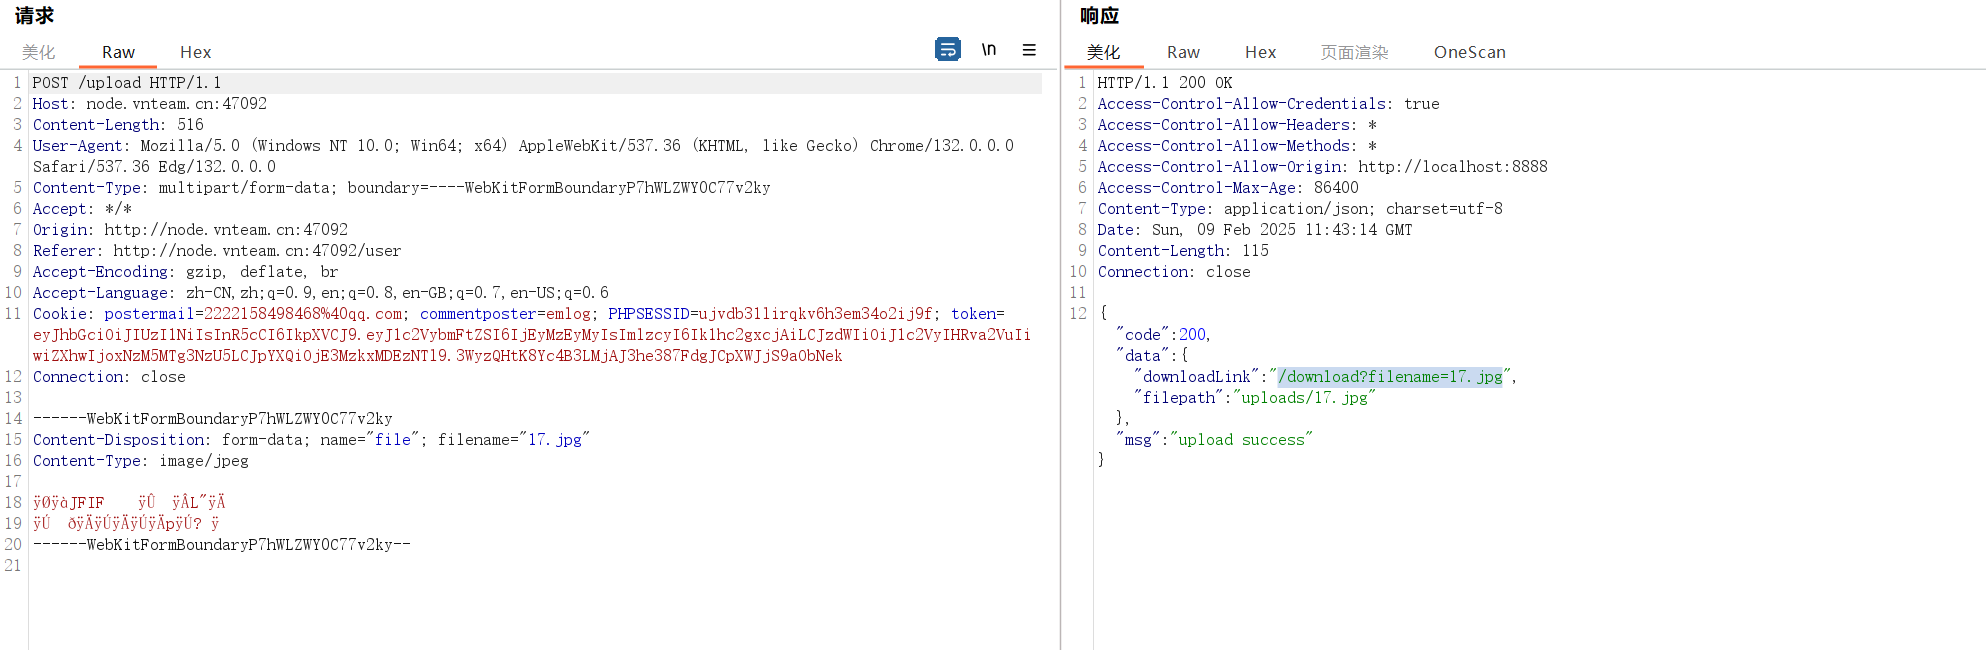 请求
美化 Raw Hex \n
1 POST /upload HTTP/1.1
2 Host: node.vnteam.cn:47092
3 Content-Length: 516
4 User-Agent: Mozilla/5.0 (Windows NT 10.0; Win64; x64) AppleWebKit/537.36 (KHTML, like Gecko) Chrome/132.0.0.0
Safari/537.36 Edg/132.0.0.0
5 Content-Type: multipart/form-data; boundary=----WebKitFormBoundaryP7hWLZWYOC77v2ky
6 Accept: */*
7 Origin: http://node.vnteam.cn:47092
8 Referer: http://node.vnteam.cn:47092/user
9 Accept-Encoding: gzip, deflate, br
10 Accept-Language: zh-CN,zh;q=0.9,en;q=0.8,en-GB;q=0.7,en-US;q=0.6
11 Cookie: postermail=2222158498468%40qq.com; commentposter=emlog; PHPSESSID=ujvdb31lirqkv6h3em34o2ij9f; token=
eyJhbGciOiJIUzI1NiIsInR5cCI6IkpXVCJ9.eyJ1c2VybmFtZSI6IjEyMzEyMyIsImlzcyI6Iklhc2gxcjAiLCJzdWIiOiJ1c2VyIHRva2VuIi
wiZXhwIjoxNzM5MTg3NzU5LCJpYXQiOjE3MzkxMDEzNTl9.3WyzQHtK8Yc4B3LMjAJ3he387FdgJCpXWJjS9a0bNek
12 Connection: close
13
14 ------WebKitFormBoundaryP7hWLZWYOC77v2ky
15 Content-Disposition: form-data; name="file"; filename="17.jpg"
16 Content-Type: image/jpeg
17
18 ÿØÿàJFIF ÿÛ ÿÂL"ÿÄ
19 ÿÚ ðÿÄÿÚÿÄÿÚÿÄpÿÚ? ÿ
20 ------WebKitFormBoundaryP7hWLZWYOC77v2ky--
21
响应
美化 Raw Hex 页面渲染 OneScan
1 HTTP/1.1 200 OK
2 Access-Control-Allow-Credentials: true
3 Access-Control-Allow-Headers: *
4 Access-Control-Allow-Methods: *
5 Access-Control-Allow-Origin: http://localhost:8888
6 Access-Control-Max-Age: 86400
7 Content-Type: application/json; charset=utf-8
8 Date: Sun, 09 Feb 2025 11:43:14 GMT
9 Content-Length: 115
10 Connection: close
11
12 {
"code":200,
"data":{
"downloadLink":"/download?filename=17.jpg",
"filepath":"uploads/17.jpg"
},
"msg":"upload success"
}